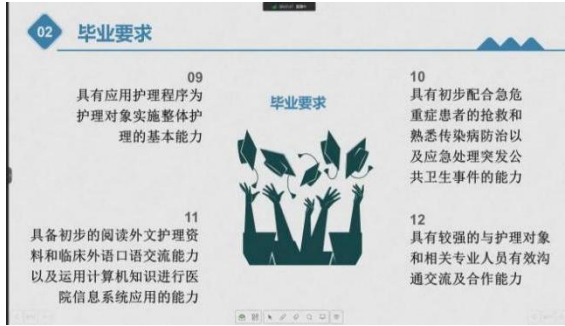 02
毕业要求
09
具有应用护理程序为
护理对象实施整体护
理的基本能力
毕业要求
10
具有初步配合急危
重症患者的抢救和
熟悉传染病防治以
及应急处理突发公
共卫生事件的能力
11
具备初步的阅读外文护理资
料和临床外语口语交流能力
以及运用计算机知识进行医
院信息系统应用的能力
12
具有较强的与护理对象
和相关专业人员有效沟
通交流及合作能力